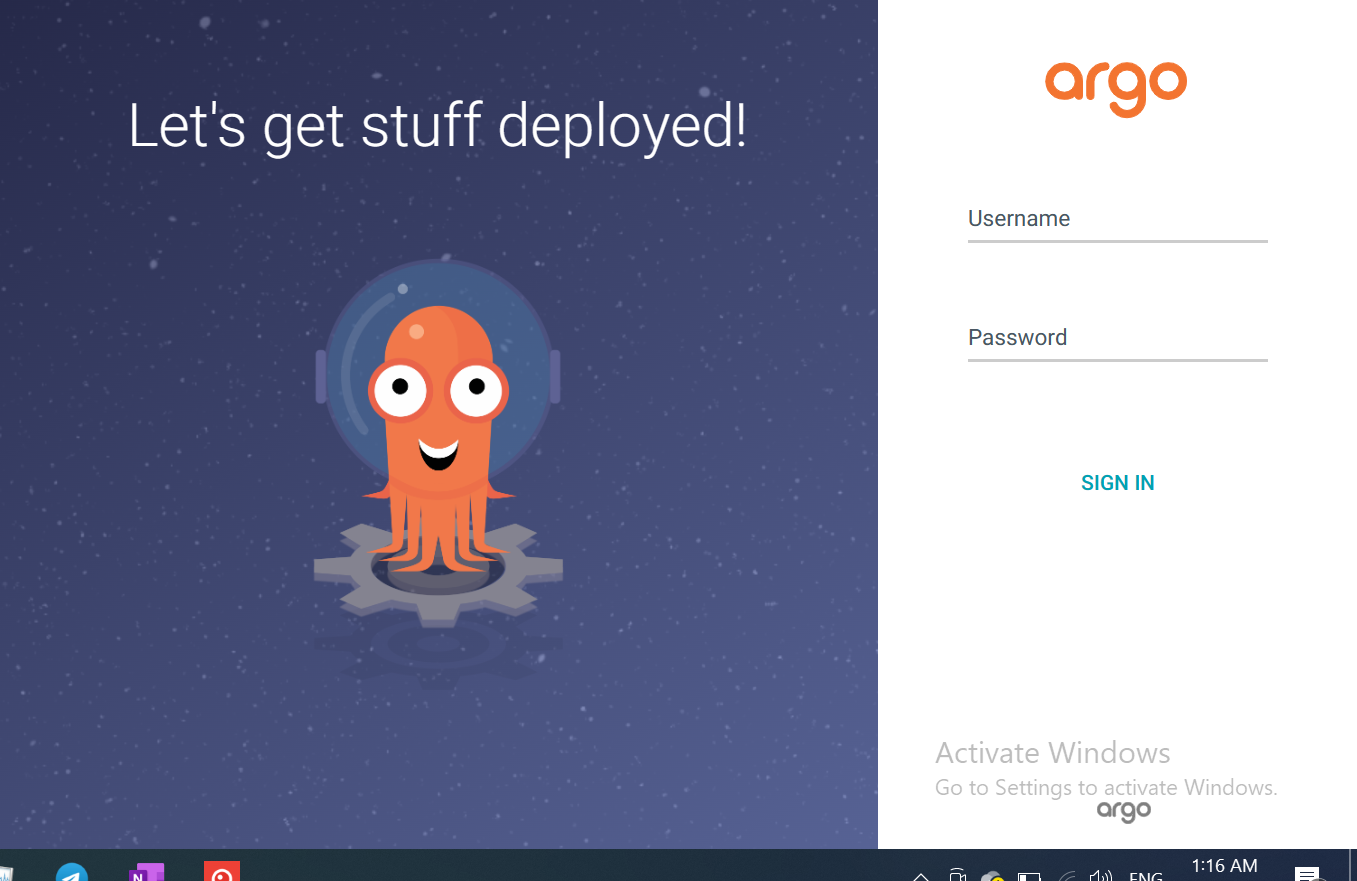 Let's get stuff deployed!
argo
Username
Password
SIGN IN
Activate Windows
Go to Settings to activate Windows.
argo
N
ENG
1:16 AM